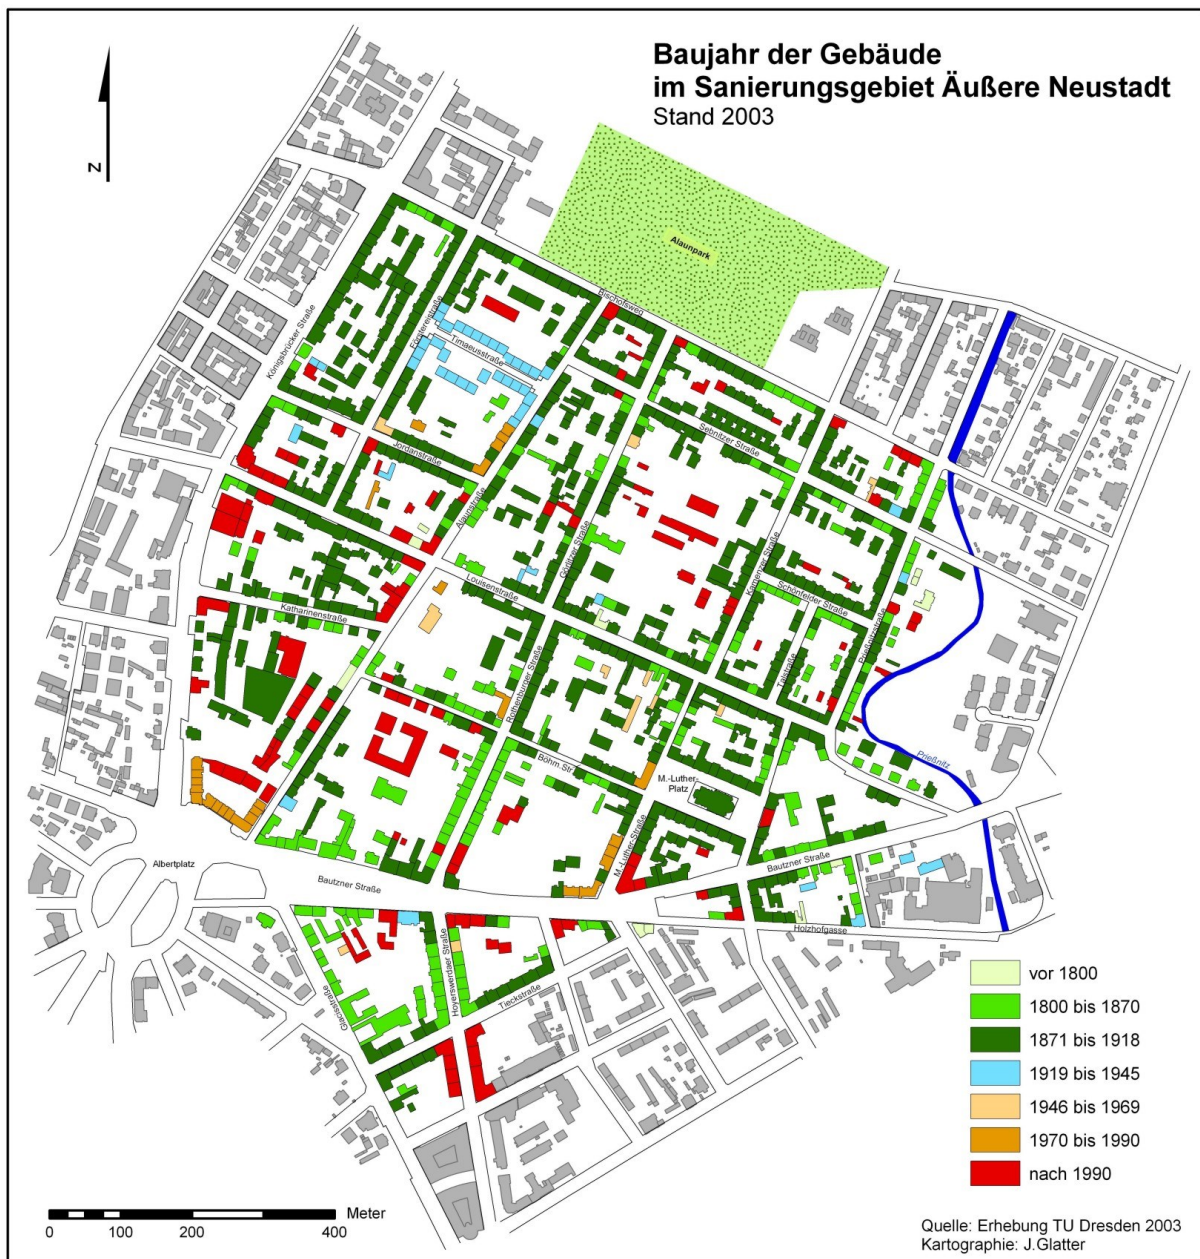 Baujahr der Gebäude
im Sanierungsgebiet Äußere Neustadt
Stand 2003
N
Alaunpark
Bischofsweg
Königsbrücker Straße
Förstereistraße
Timaeusstraße
Sebnitzer Straße
Jordanstraße
Alaunstraße
Görlitzer Straße
Kamenzer Straße
Louisenstraße
Schönfelder Straße
Katharinenstraße
Prießnitzstraße
Talstraße
Rothenburger Straße
Böhm.Str.
Prießnitz
M.-Luther-
Platz
M.-Luther-Straße
Albertplatz
Bautzner Straße
Bautzner Straße
Holzhofgasse
Hoyerswerdaer Straße
Glacisstraße
Tieckstraße
vor 1800
1800 bis 1870
1871 bis 1918
1919 bis 1945
1946 bis 1969
1970 bis 1990
nach 1990
Meter
0 100 200 400
Quelle: Erhebung TU Dresden 2003
Kartographie: J.Glatter